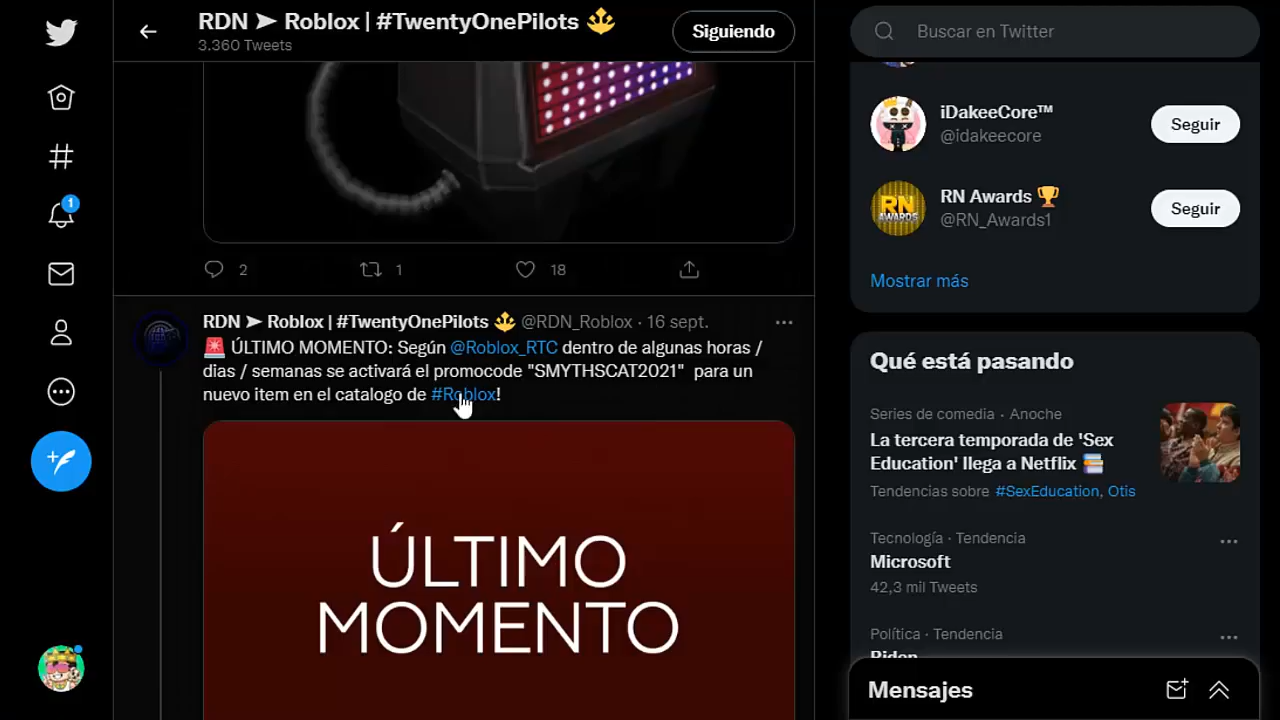 RDN ➤ Roblox | #TwentyOnePilots
3.360 Tweets
Siguiendo
Buscar en Twitter
iDakeeCore™
@idakeecore
Seguir
RN AWARDS
RN Awards 🏆
@RN_Awards1
Seguir
Mostrar más
2
1
18
1
RDN ➤ Roblox | #TwentyOnePilots @RDN_Roblox · 16 sept.
🚨 ÚLTIMO MOMENTO: Según @Roblox_RTC dentro de algunas horas /
dias / semanas se activará el promocode "SMYTHSCAT2021" para un
nuevo item en el catalogo de #Roblox!
ÚLTIMO
MOMENTO
Qué está pasando
Series de comedia · Anoche
La tercera temporada de 'Sex
Education' llega a Netflix 📚
Tendencias sobre #SexEducation, Otis
Tecnología · Tendencia
Microsoft
42,3 mil Tweets
Política · Tendencia
Biden
Mensajes